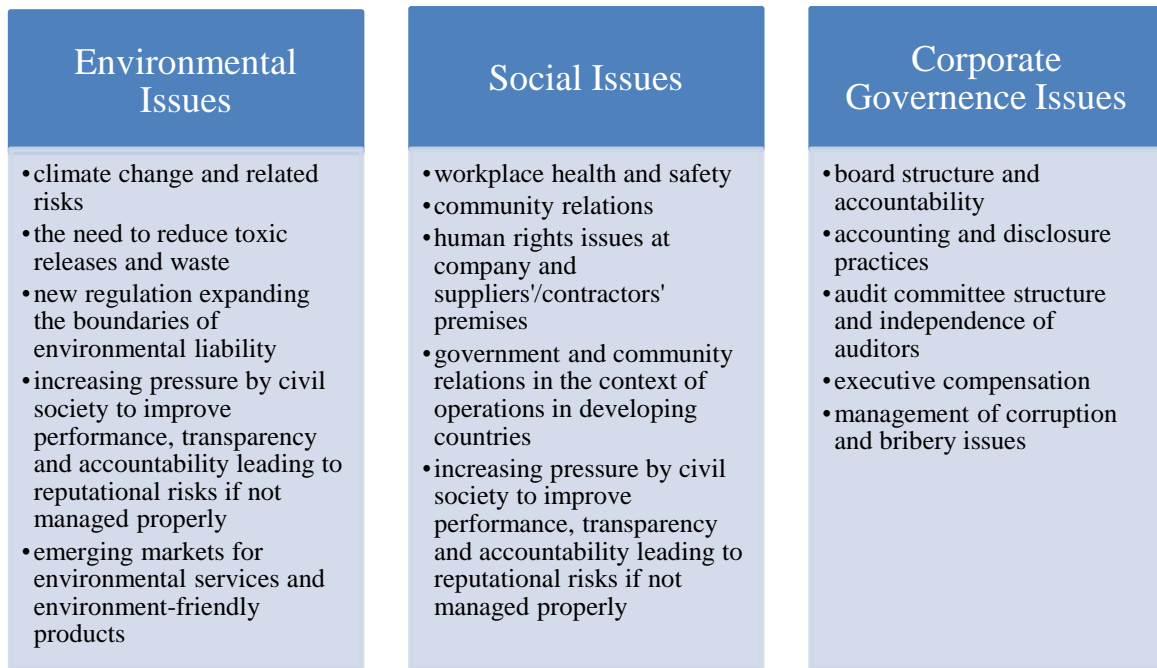 Environmental
Issues
•climate change and related
risks
•the need to reduce toxic
releases and waste
•new regulation expanding
the boundaries of
environmental liability
•increasing pressure by civil
society to improve
performance, transparency
and accountability leading to
reputational risks if not
managed properly
•emerging markets for
environmental services and
environment-friendly
products
Social Issues
•workplace health and safety
•community relations
•human rights issues at
company and
suppliers'/contractors'
premises
•government and community
relations in the context of
operations in developing
countries
•increasing pressure by civil
society to improve
performance, transparency
and accountability leading to
reputational risks if not
managed properly
Corporate
Governence Issues
•board structure and
accountability
•accounting and disclosure
practices
•audit committee structure
and independence of
auditors
•executive compensation
•management of corruption
and bribery issues